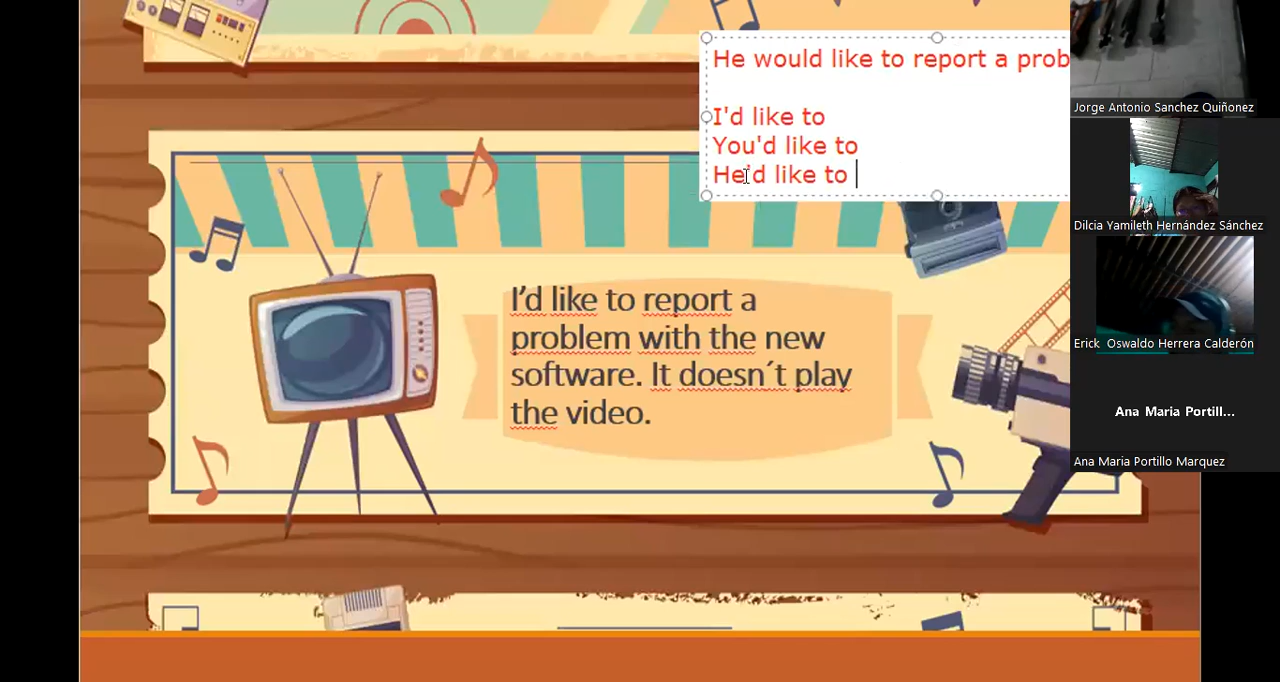 He would like to report a prob
I'd like to
You'd like to
He'd like to
I’d like to report a
problem with the new
software. It doesn´t play
the video.
Jorge Antonio Sanchez Quiñonez
Dilcia Yamileth Hernández Sánchez
Erick Oswaldo Herrera Calderón
Ana Maria Portill...
Ana Maria Portillo Marquez